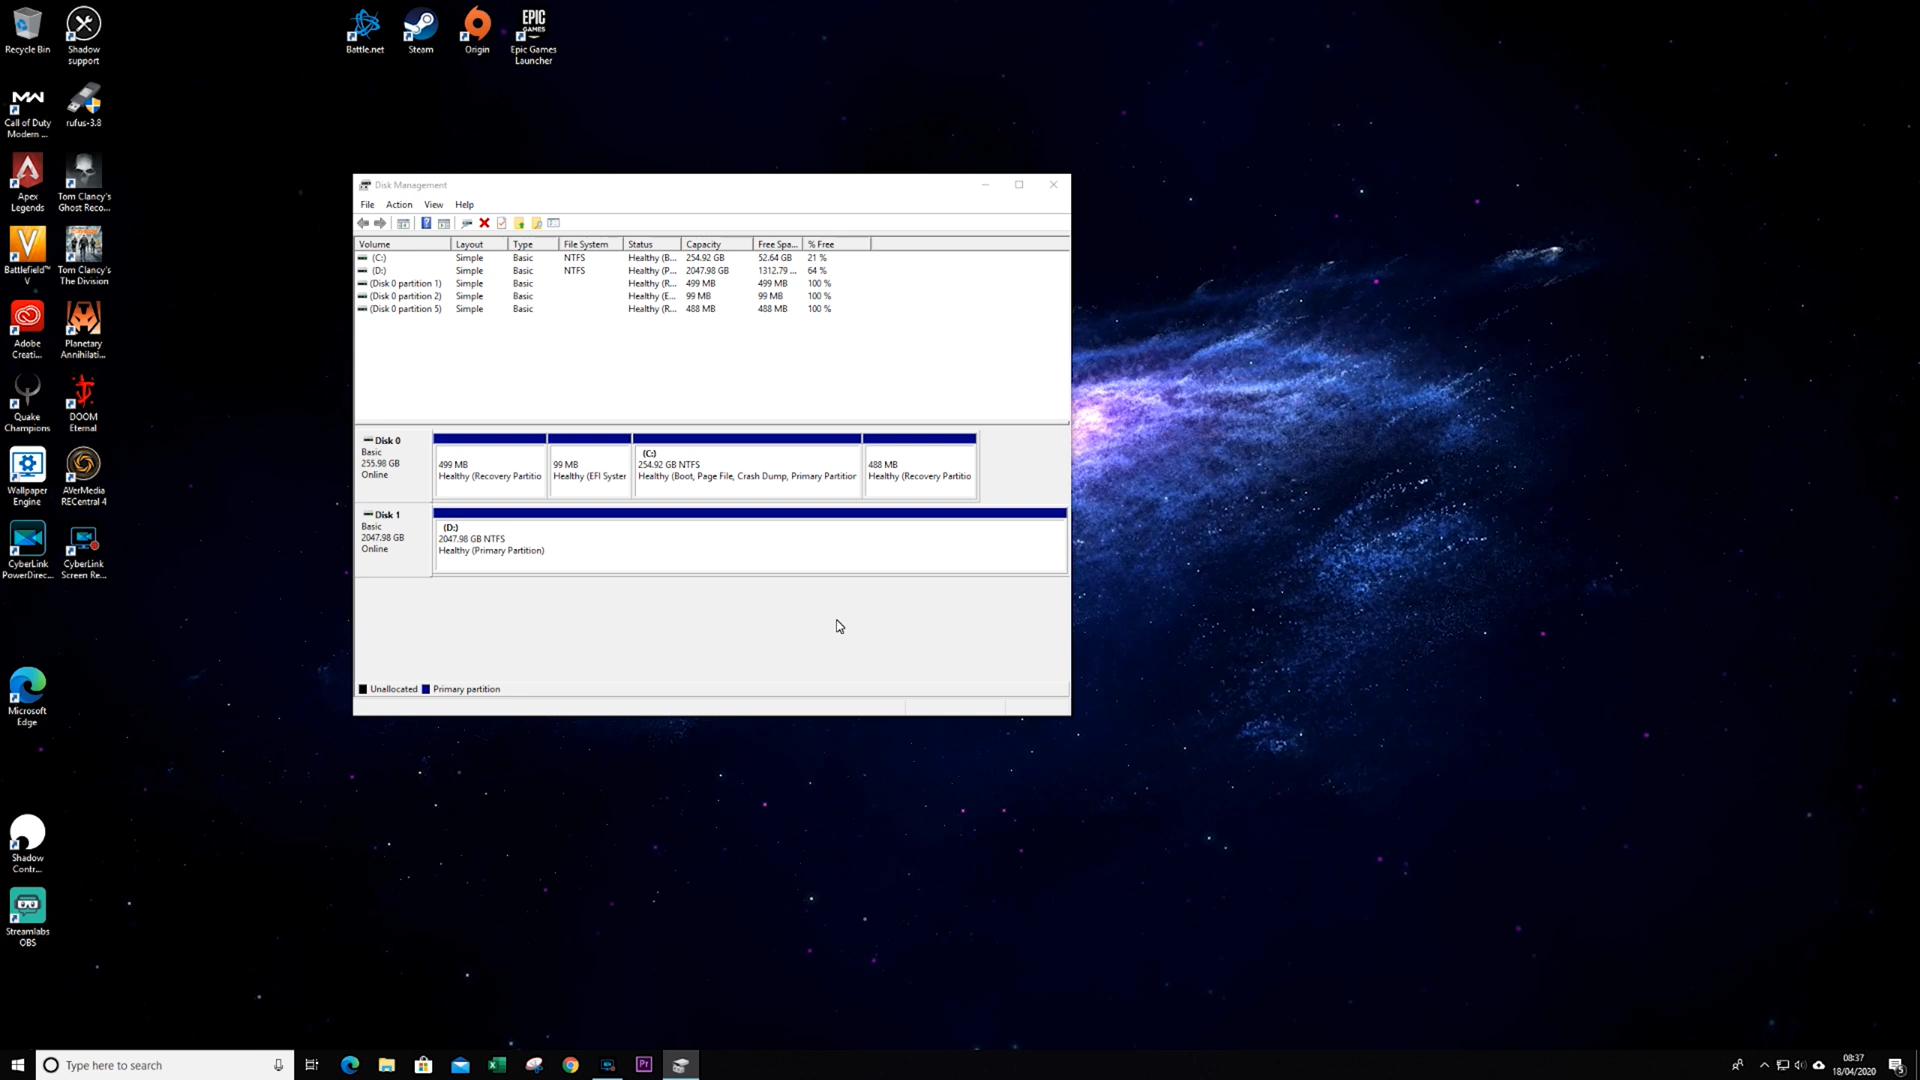 Recycle Bin
Shadow
support
Battle.net
Steam
Origin
EPIC
GAMES
Epic Games
Launcher
Call of Duty
Modern ...
rufus-3.8
Apex
Legends
Tom Clancy's
Ghost Reco...
Battlefield™
V
Tom Clancy's
The Division
Adobe
Creati...
Planetary
Annihilati...
Quake
Champions
DOOM
Eternal
Wallpaper
Engine
AVerMedia
RECentral 4
CyberLink
PowerDirec...
CyberLink
Screen Re...
Microsoft
Edge
Shadow
Contr...
Streamlabs
OBS
Disk Management
File Action View Help
Volume Layout Type File System Status Capacity Free Spa... % Free
(C:) Simple Basic NTFS Healthy (B... 254.92 GB 52.64 GB 21 %
(D:) Simple Basic NTFS Healthy (P... 2047.98 GB 1312.79 ... 64 %
(Disk 0 partition 1) Simple Basic Healthy (R... 499 MB 499 MB 100 %
(Disk 0 partition 2) Simple Basic Healthy (E... 99 MB 99 MB 100 %
(Disk 0 partition 5) Simple Basic Healthy (R... 488 MB 488 MB 100 %
Disk 0
Basic
255.98 GB
Online
499 MB
Healthy (Recovery Partitio
99 MB
Healthy (EFI Syster
(C:)
254.92 GB NTFS
Healthy (Boot, Page File, Crash Dump, Primary Partition
488 MB
Healthy (Recovery Partitio
Disk 1
Basic
2047.98 GB
Online
(D:)
2047.98 GB NTFS
Healthy (Primary Partition)
Unallocated Primary partition
Type here to search
Pr
08:37
18/04/2020
5